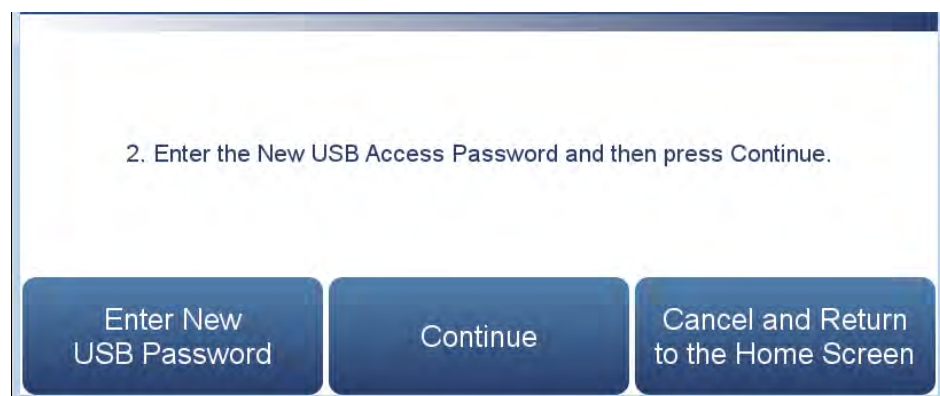 2. Enter the New USB Access Password and then press Continue.
Enter New
USB Password
Continue
Cancel and Return
to the Home Screen